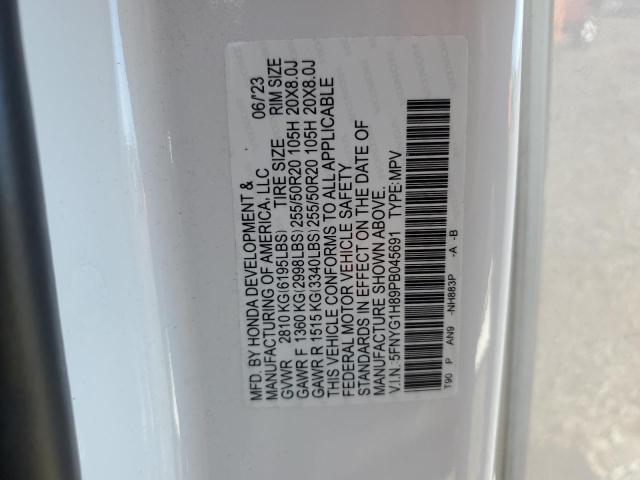 MFD. BY HONDA DEVELOPMENT & 06/'23
MANUFACTURING OF AMERICA, LLC
GVWR 2810 KG(6195LBS) TIRE SIZE RIM SIZE
GAWR F 1360 KG(2998LBS)255/50R20 105H 20X8.0J
GAWR R 1515 KG(3340LBS)255/50R20 105H 20X8.0J
THIS VEHICLE CONFORMS TO ALL APPLICABLE
FEDERAL MOTOR VEHICLE SAFETY
STANDARDS IN EFFECT ON THE DATE OF
MANUFACTURE SHOWN ABOVE.
V.I.N.:5FNYG1H89PB045691 TYPE:MPV
T90 P AN9 -NH883P -A -B